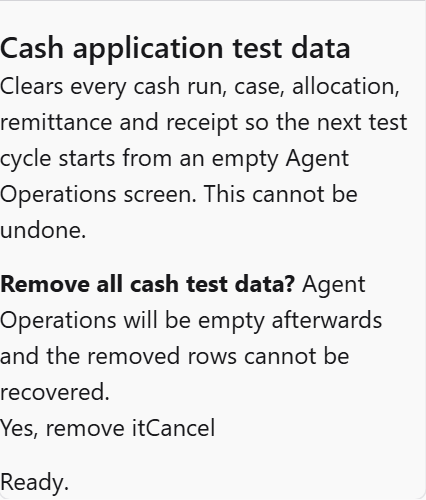 Cash application test data
Clears every cash run, case, allocation,
remittance and receipt so the next test
cycle starts from an empty Agent
Operations screen. This cannot be
undone.
Remove all cash test data? Agent
Operations will be empty afterwards
and the removed rows cannot be
recovered.
Yes, remove itCancel
Ready.